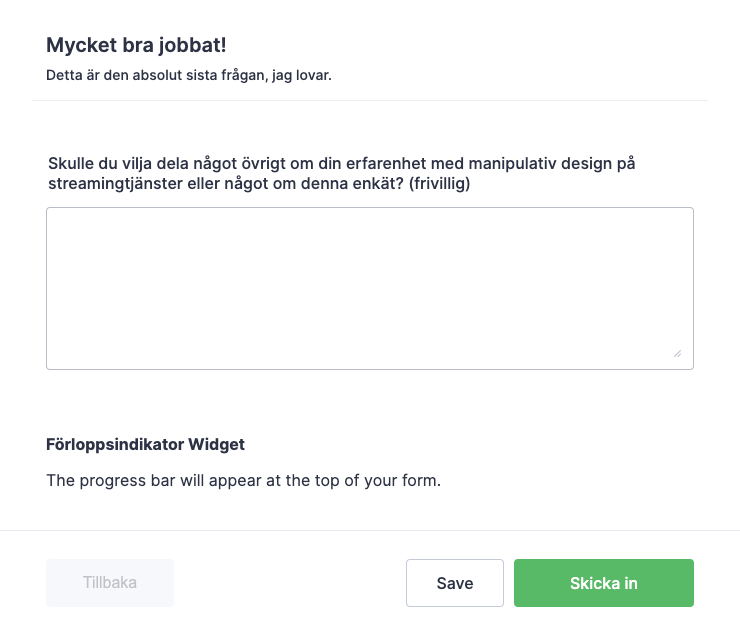 Mycket bra jobbat!
Detta är den absolut sista frågan, jag lovar.
Skulle du vilja dela något övrigt om din erfarenhet med manipulativ design på
streamingtjänster eller något om denna enkät? (frivillig)
Förloppsindikator Widget
The progress bar will appear at the top of your form.
Tillbaka
Save
Skicka in